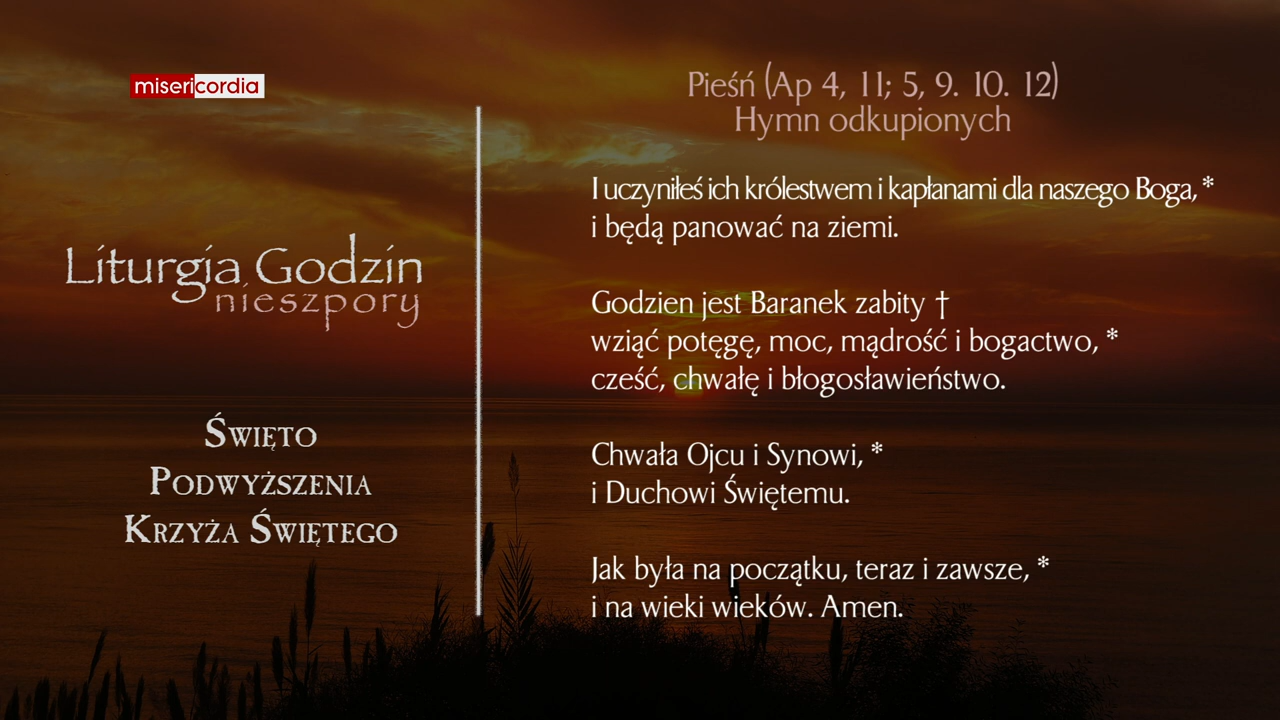 misericordia
Liturgia Godzin
nieszpory
Święto
Podwyższenia
Krzyża Świętego
Pieśń (Ap 4, 11; 5, 9. 10. 12)
Hymn odkupionych
I uczyniłeś ich królestwem i kapłanami dla naszego Boga, *
i będą panować na ziemi.
Godzien jest Baranek zabity †
wziąć potęgę, moc, mądrość i bogactwo, *
cześć, chwałę i błogosławieństwo.
Chwała Ojcu i Synowi, *
i Duchowi Świętemu.
Jak była na początku, teraz i zawsze, *
i na wieki wieków. Amen.